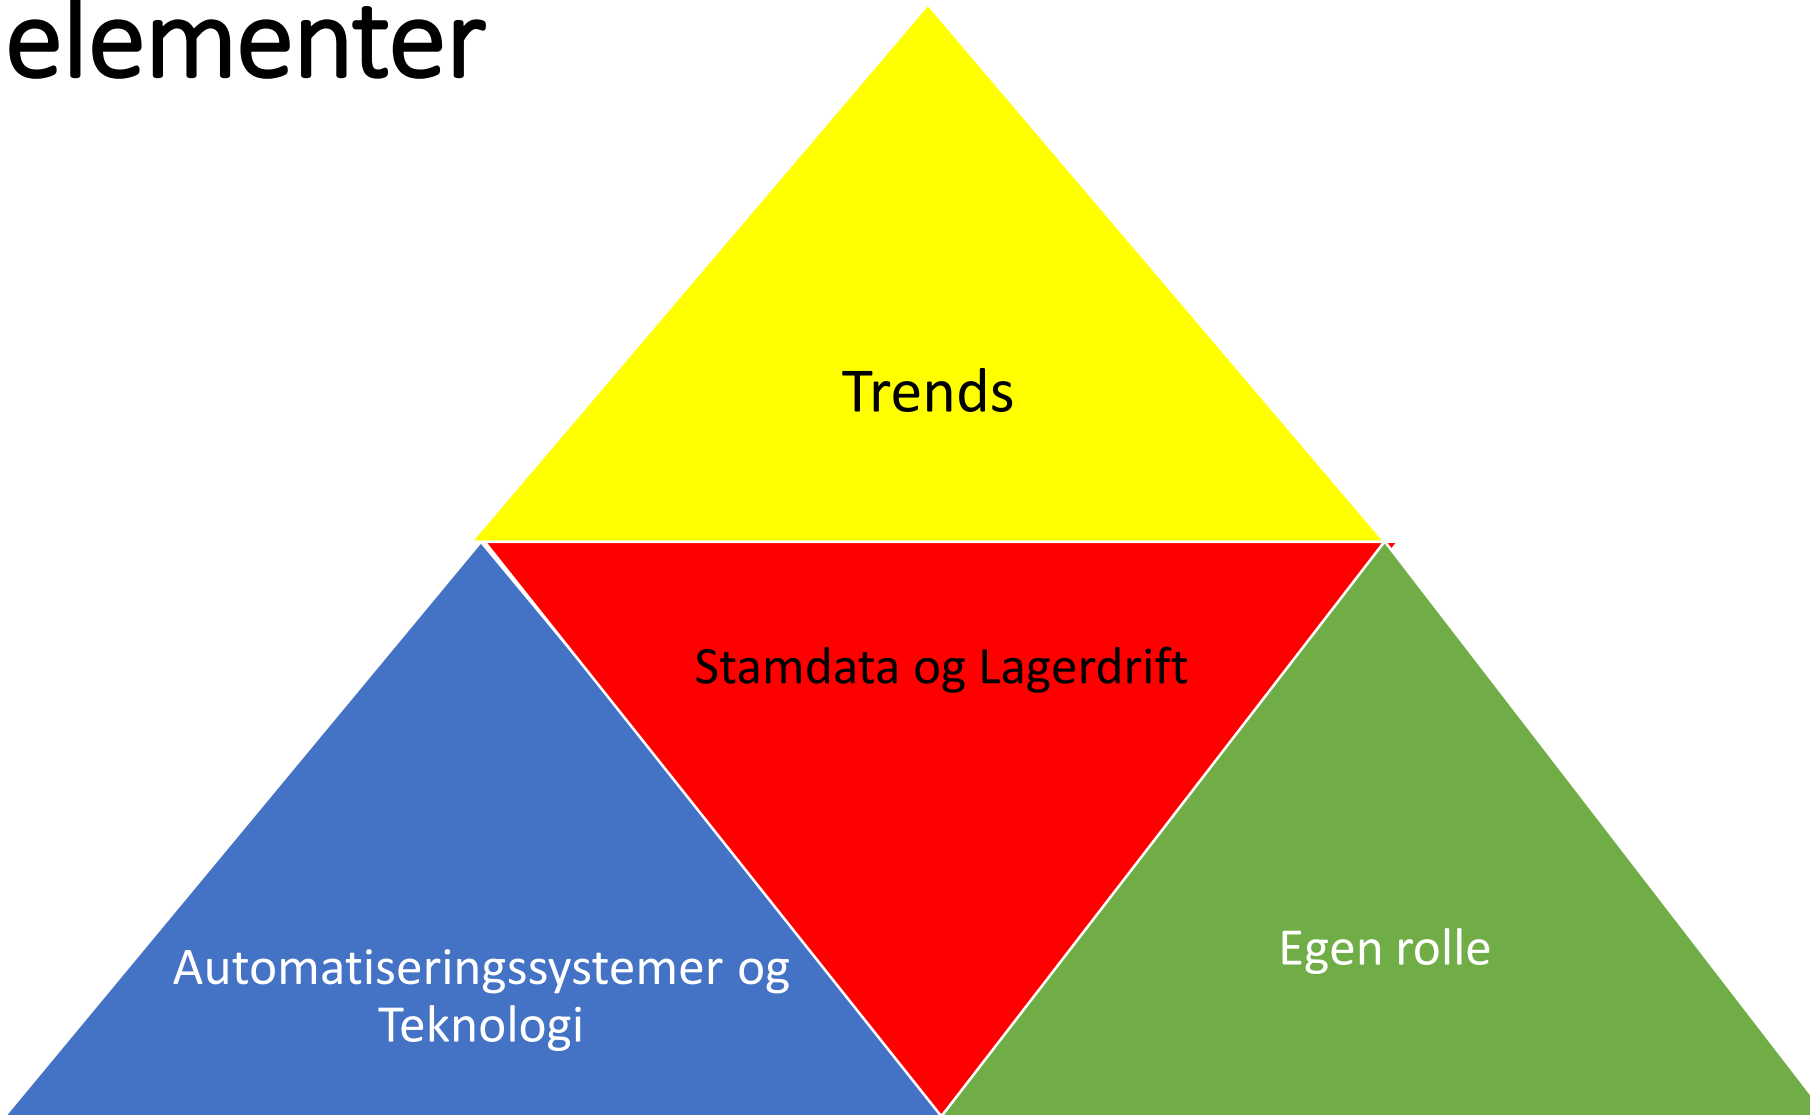 elementer
Trends
Stamdata og Lagerdrift
Automatiseringssystemer og
Teknologi
Egen rolle